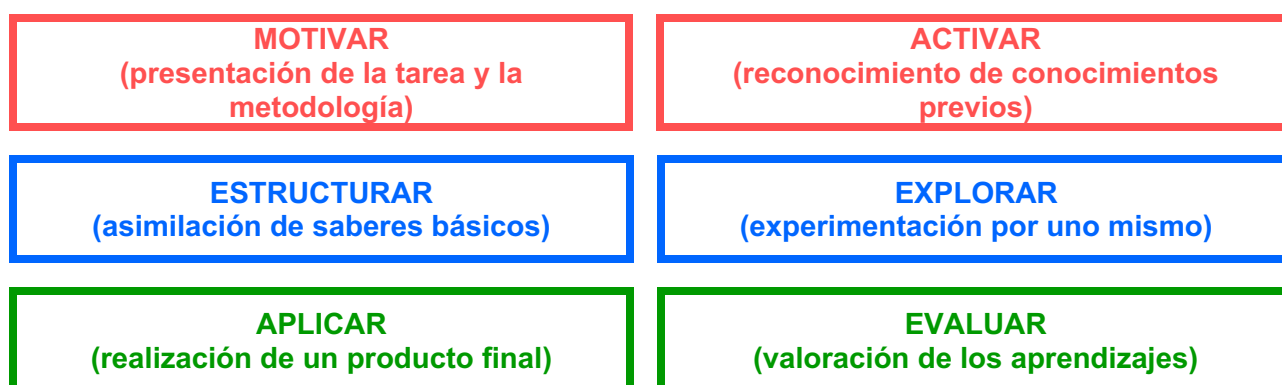 MOTIVAR
(presentación de la tarea y la
metodología)
ACTIVAR
(reconocimiento de conocimientos
previos)
ESTRUCTURAR
(asimilación de saberes básicos)
EXPLORAR
(experimentación por uno mismo)
APLICAR
(realización de un producto final)
EVALUAR
(valoración de los aprendizajes)